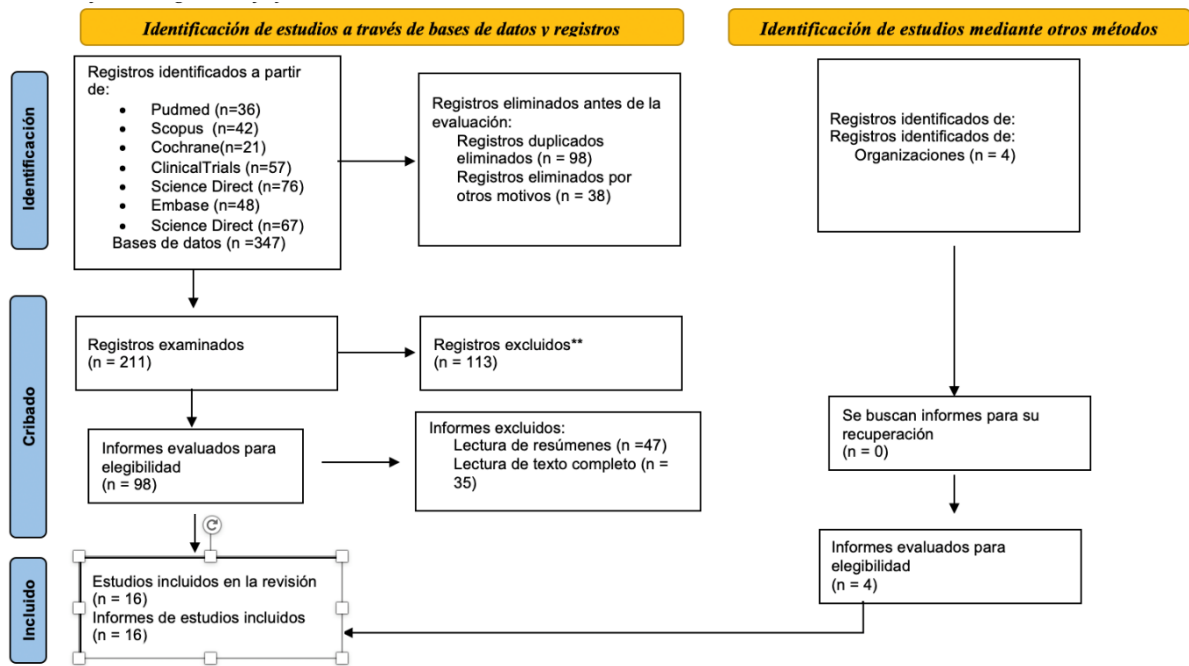 Identificación de estudios a través de bases de datos y registros
Identificación de estudios mediante otros métodos
Identificación
Registros identificados a partir
de:
• Pudmed (n=36)
• Scopus (n=42)
• Cochrane(n=21)
• ClinicalTrials (n=57)
• Science Direct (n=76)
• Embase (n=48)
• Science Direct (n=67)
Bases de datos (n =347)
Registros eliminados antes de la
evaluación:
Registros duplicados
eliminados (n = 98)
Registros eliminados por
otros motivos (n = 38)
Registros identificados de:
Registros identificados de:
Organizaciones (n = 4)
Cribado
Registros examinados
(n = 211)
Registros excluidos**
(n = 113)
Informes evaluados para
elegibilidad
(n = 98)
Informes excluidos:
Lectura de resúmenes (n =47)
Lectura de texto completo (n =
35)
Se buscan informes para su
recuperación
(n = 0)
Informes evaluados para
elegibilidad
(n = 4)
Incluido
Estudios incluidos en la revisión
(n = 16)
Informes de estudios incluidos
(n = 16)